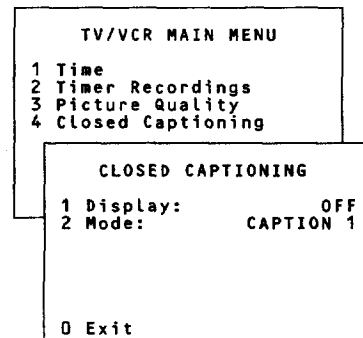 TV/VCR MAIN MENU
1 Time
2 Timer Recordings
3 Picture Quality
4 Closed Captioning
CLOSED CAPTIONING
1 Display: OFF
2 Mode: CAPTION 1
0 Exit